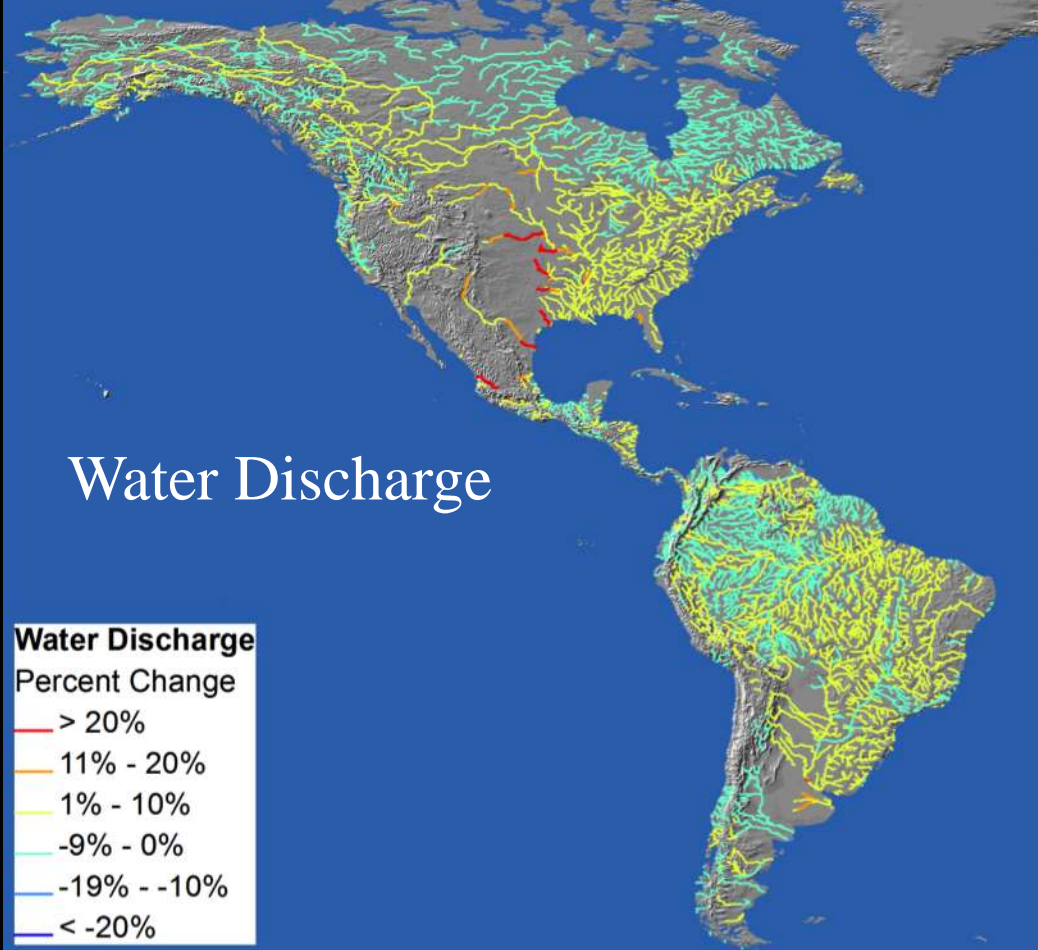 Water Discharge
Water Discharge
Percent Change
> 20%
11% - 20%
1% - 10%
-9% - 0%
-19% - -10%
< -20%